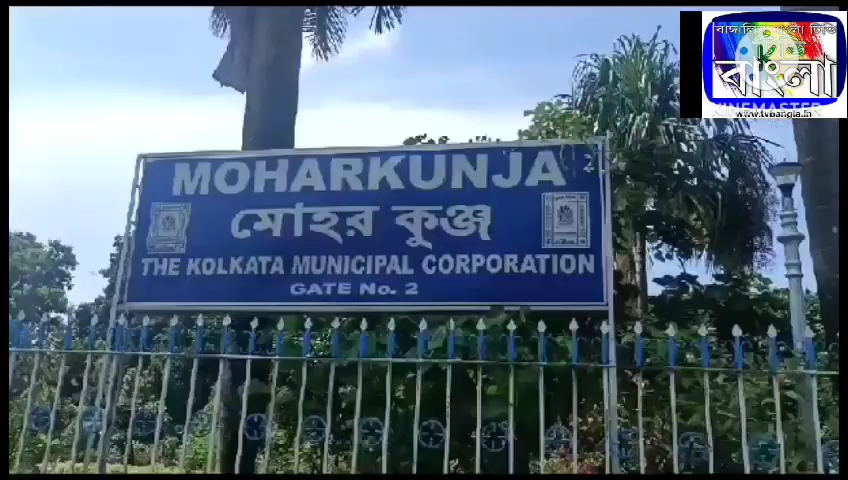 বাংলা
KINEMASTER
www.tvbangla.in
MOHARKUNJA
মোহর কুঞ্জ
THE KOLKATA MUNICIPAL CORPORATION
GATE No. 2